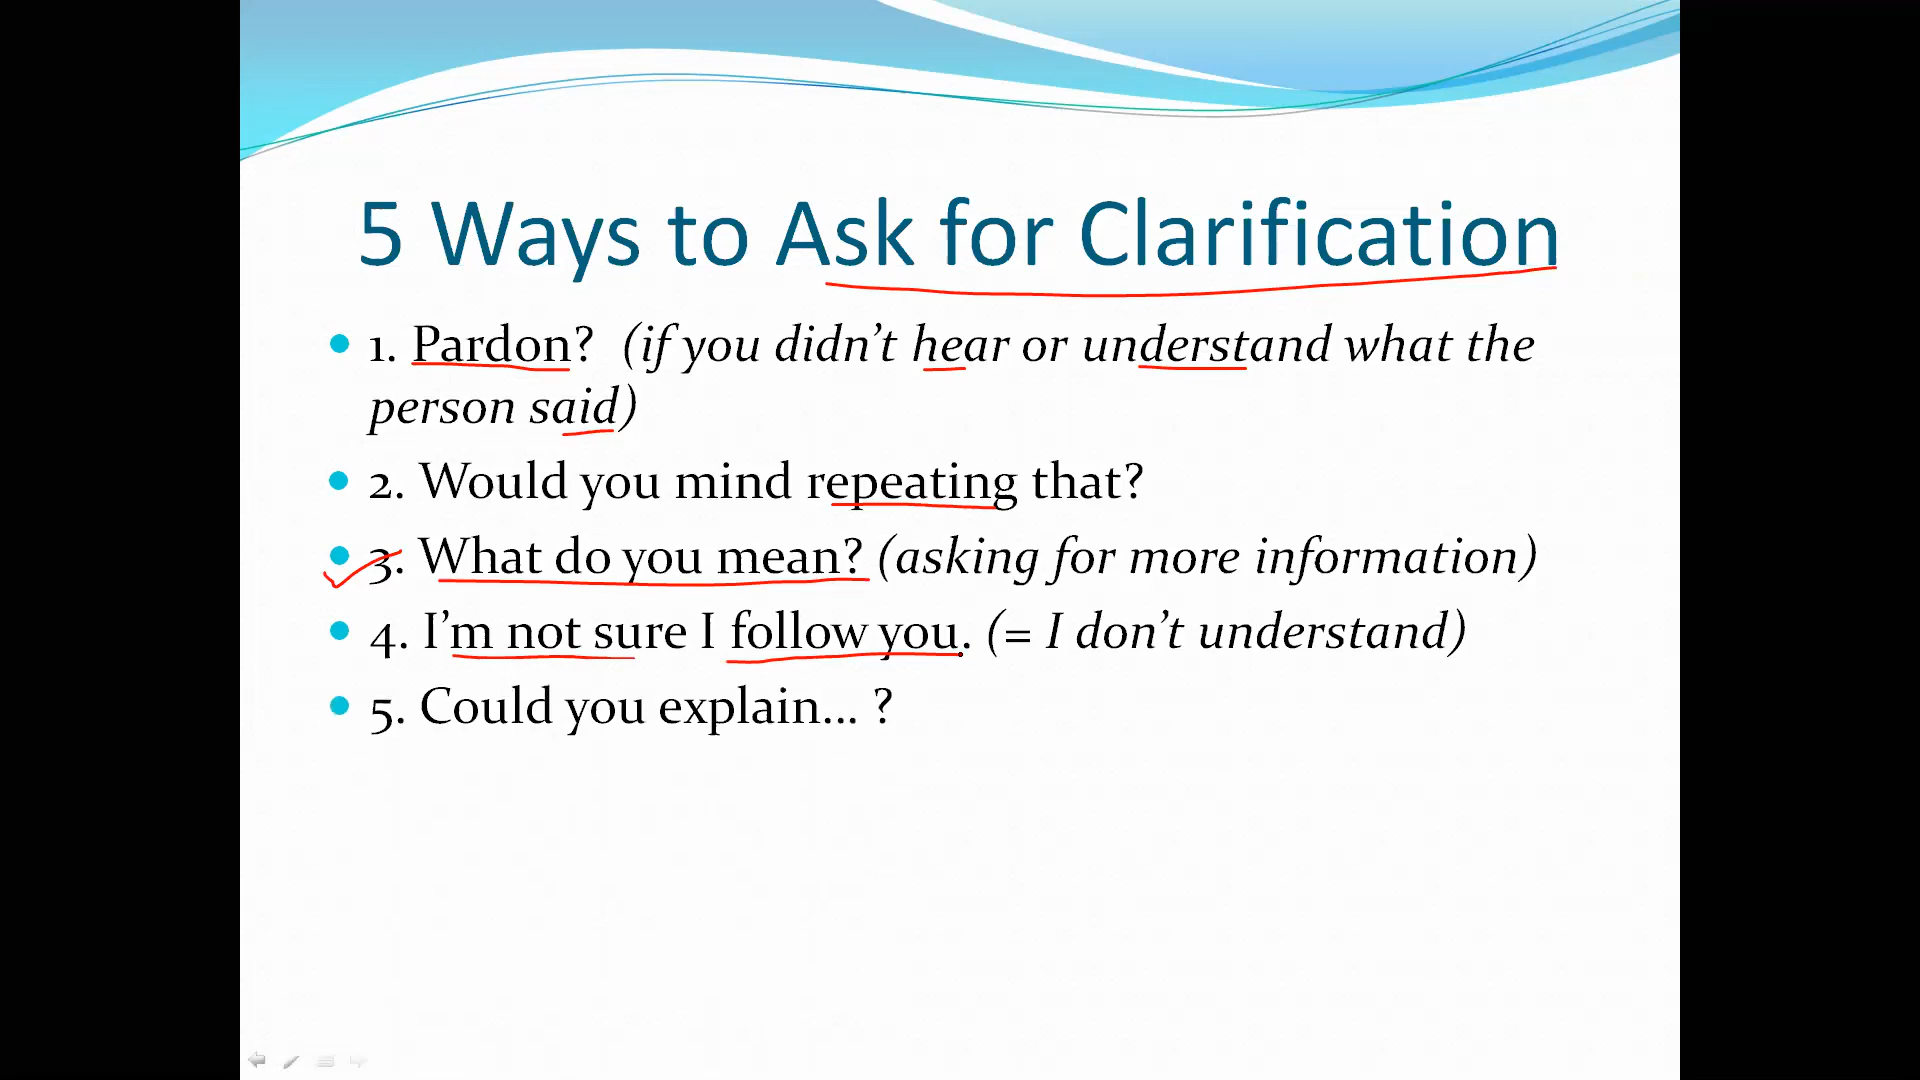 5 Ways to Ask for Clarification
• 1. Pardon?  (if you didn't hear or understand what the
person said)
• 2. Would you mind repeating that?
• 3. What do you mean? (asking for more information)
• 4. I'm not sure I follow you. (= I don't understand)
• 5. Could you explain... ?